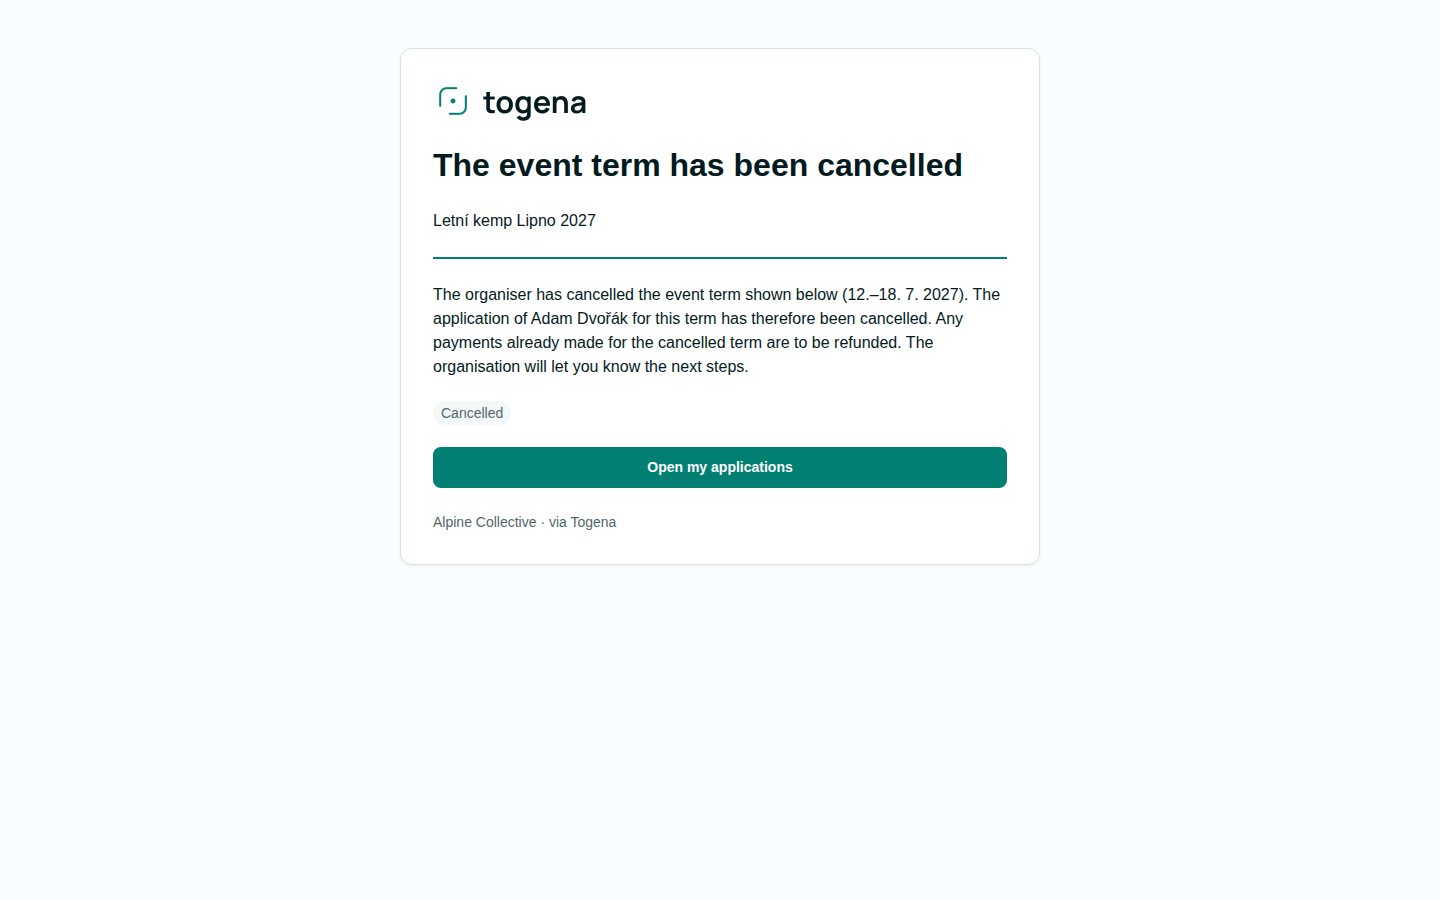 togena
The event term has been cancelled
Letní kemp Lipno 2027
The organiser has cancelled the event term shown below (12.–18. 7. 2027). The
application of Adam Dvořák for this term has therefore been cancelled. Any
payments already made for the cancelled term are to be refunded. The
organisation will let you know the next steps.
Cancelled
Open my applications
Alpine Collective · via Togena